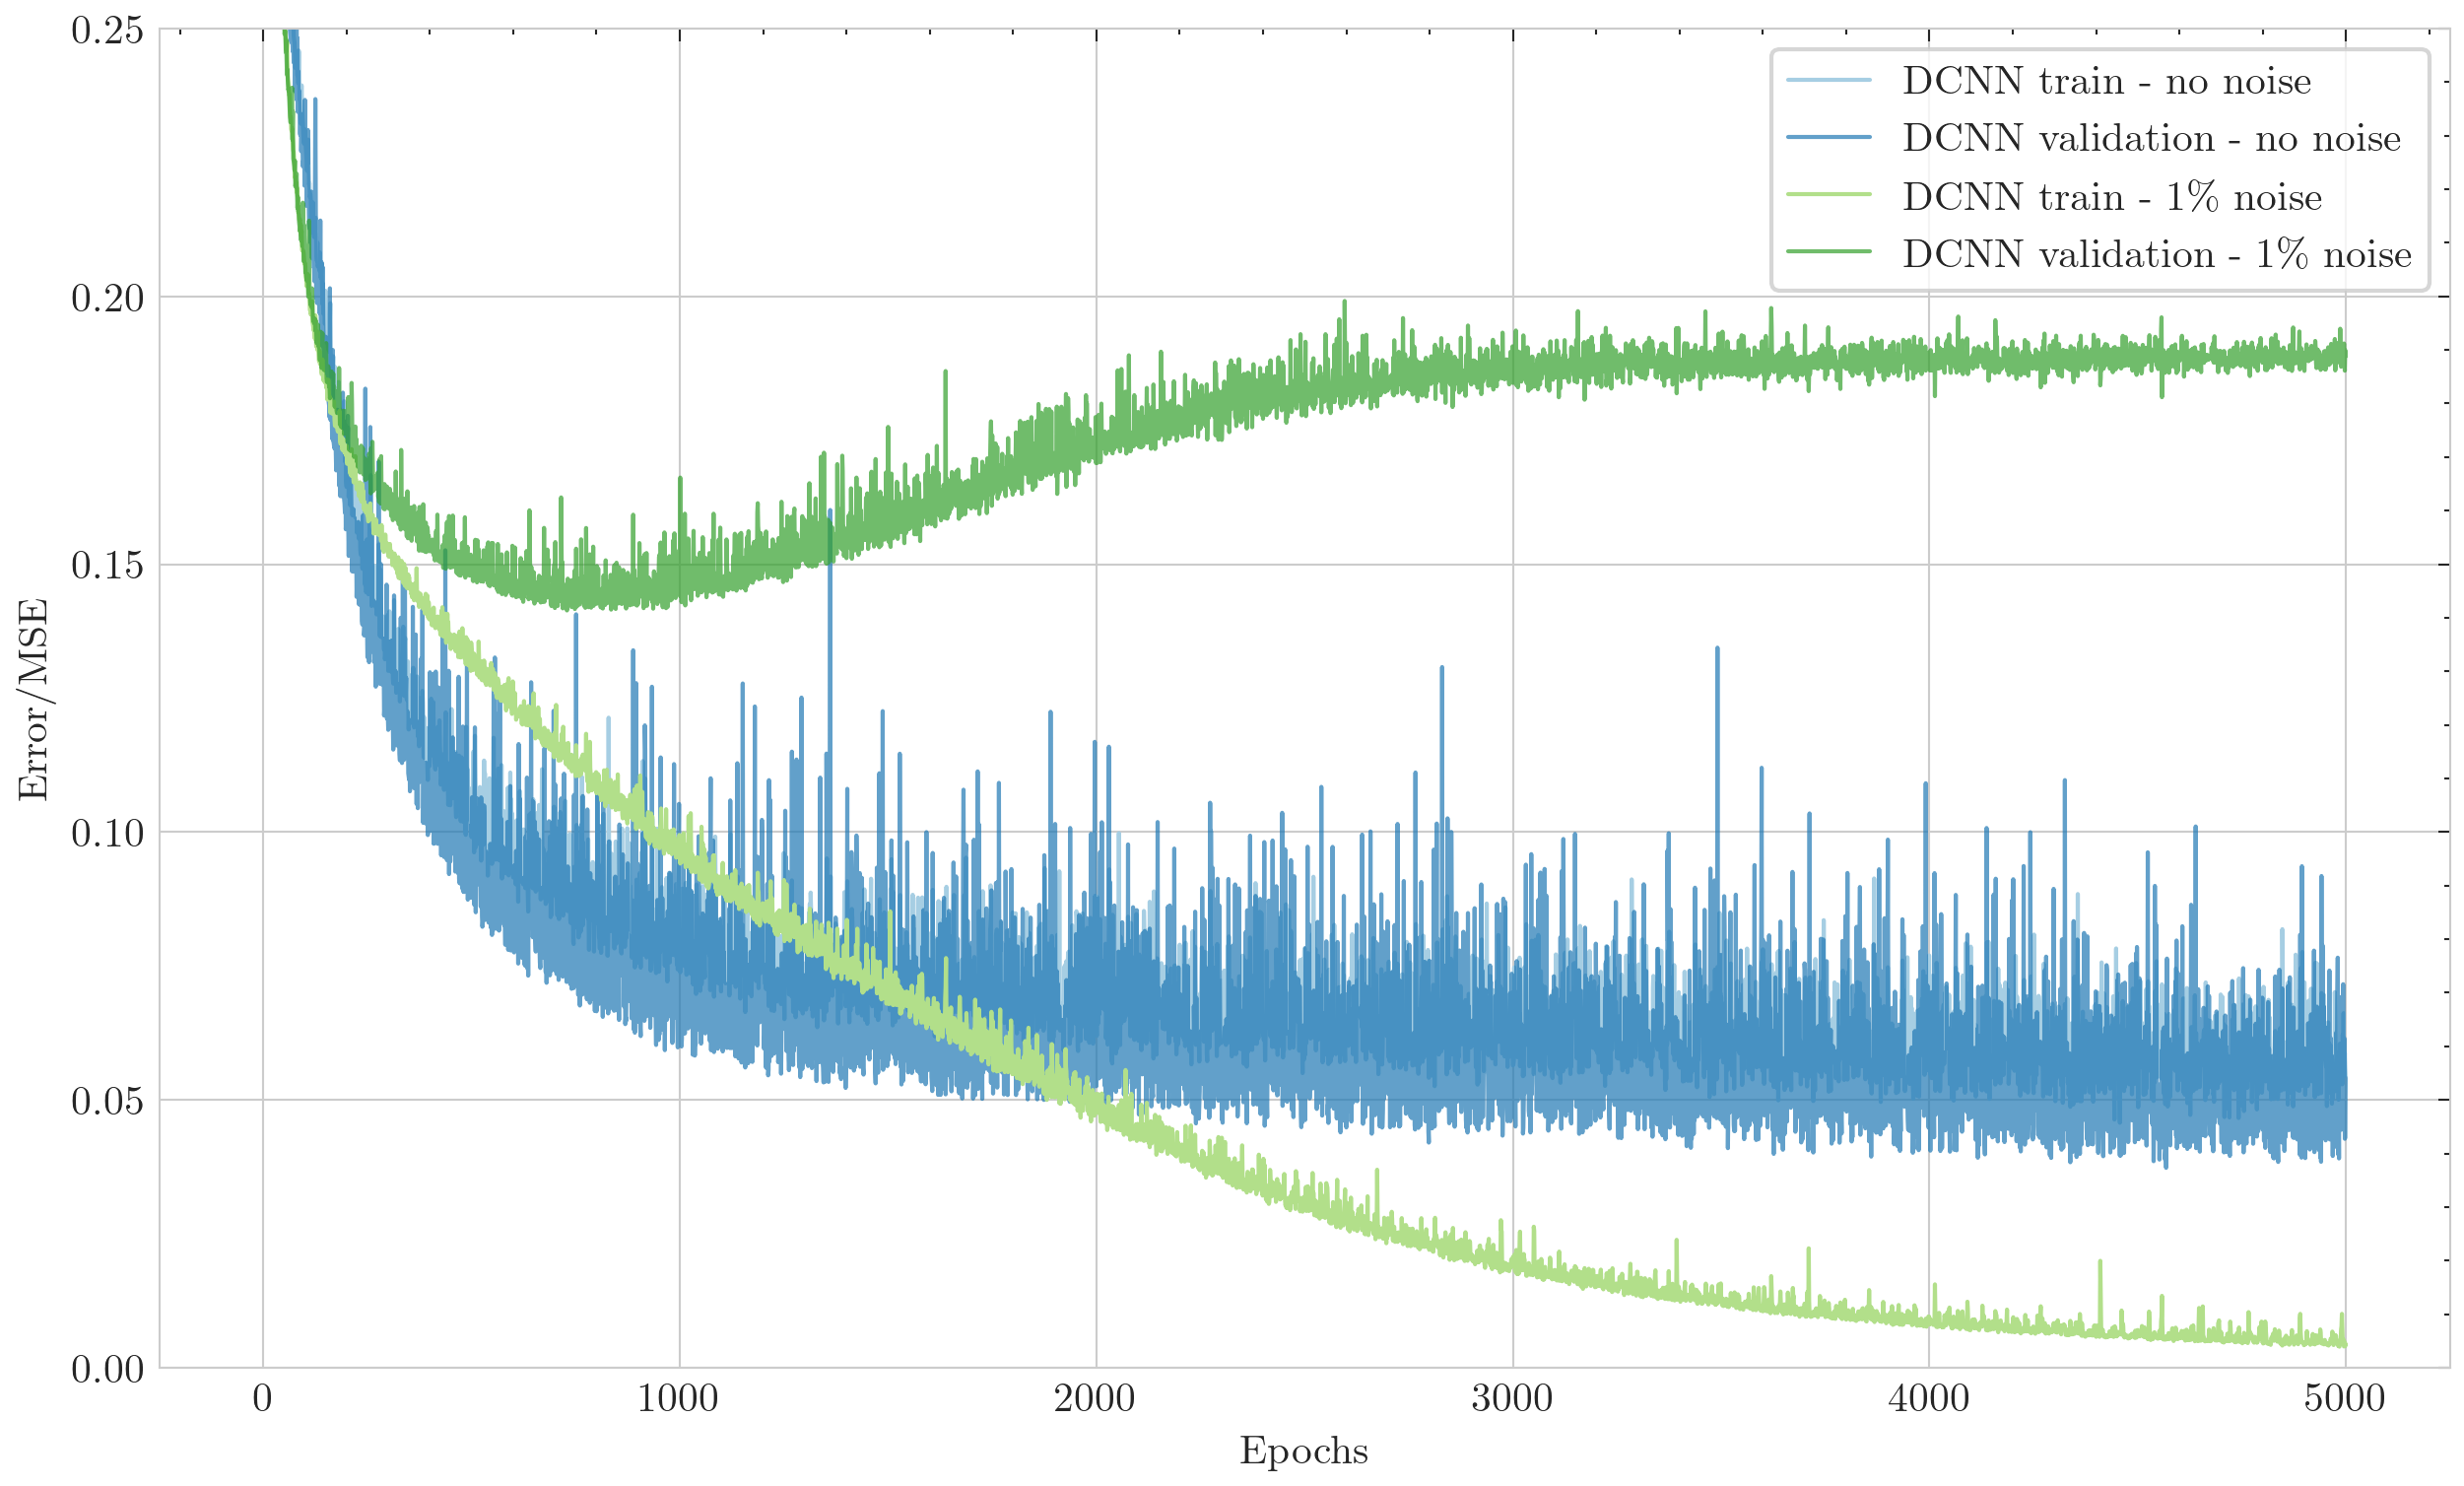 0.25
0.20
0.15
0.10
0.05
0.00
Error/MSE
DCNN train - no noise
DCNN validation - no noise
DCNN train - 1% noise
DCNN validation - 1% noise
0 1000 2000 3000 4000 5000
Epochs